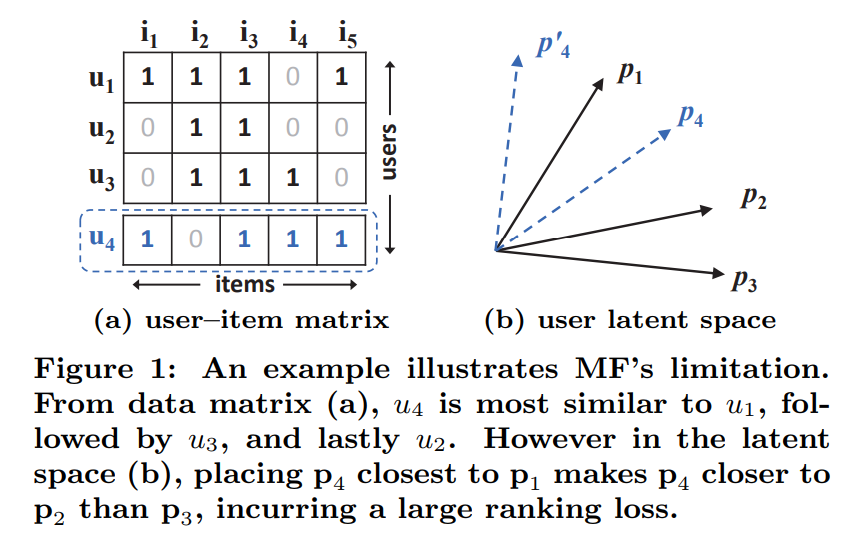 i1 i2 i3 i4 i5
u1 1 1 1 0 1
u2 0 1 1 0 0
u3 0 1 1 1 0
u4 1 0 1 1 1
users
items
(a) user–item matrix
p'4
p1
p4
p2
p3
(b) user latent space
Figure 1: An example illustrates MF's limitation.
From data matrix (a), u4 is most similar to u1, fol-
lowed by u3, and lastly u2. However in the latent
space (b), placing p4 closest to p1 makes p4 closer to
p2 than p3, incurring a large ranking loss.